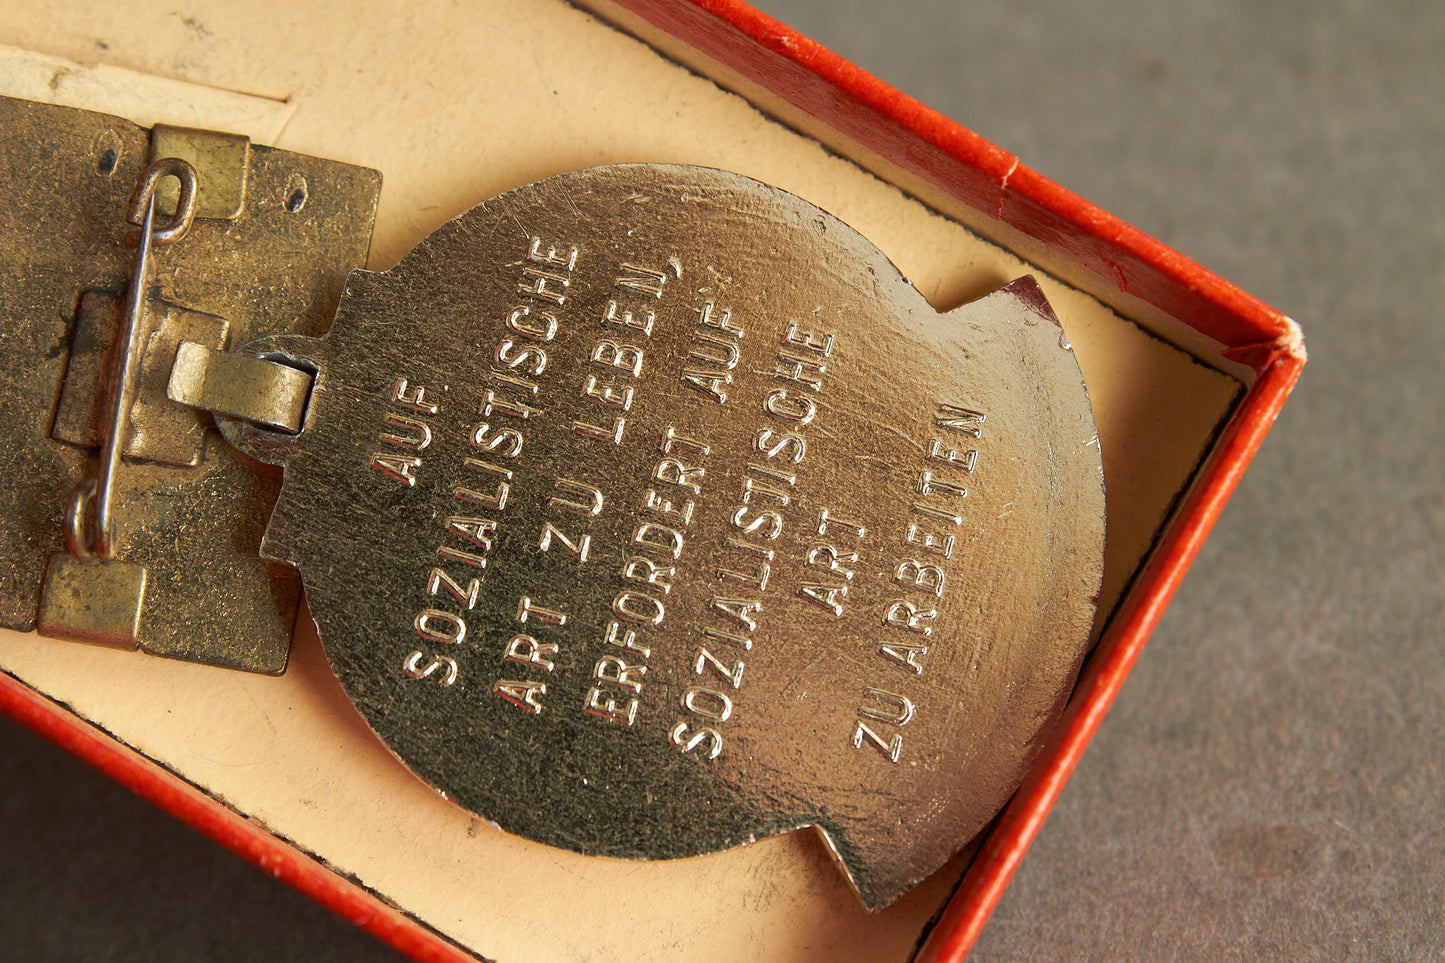 AUF
SOZIALISTISCHE
ART ZU LEBEN,
ERFORDERT AUF
SOZIALISTISCHE
ART
ZU ARBEITEN